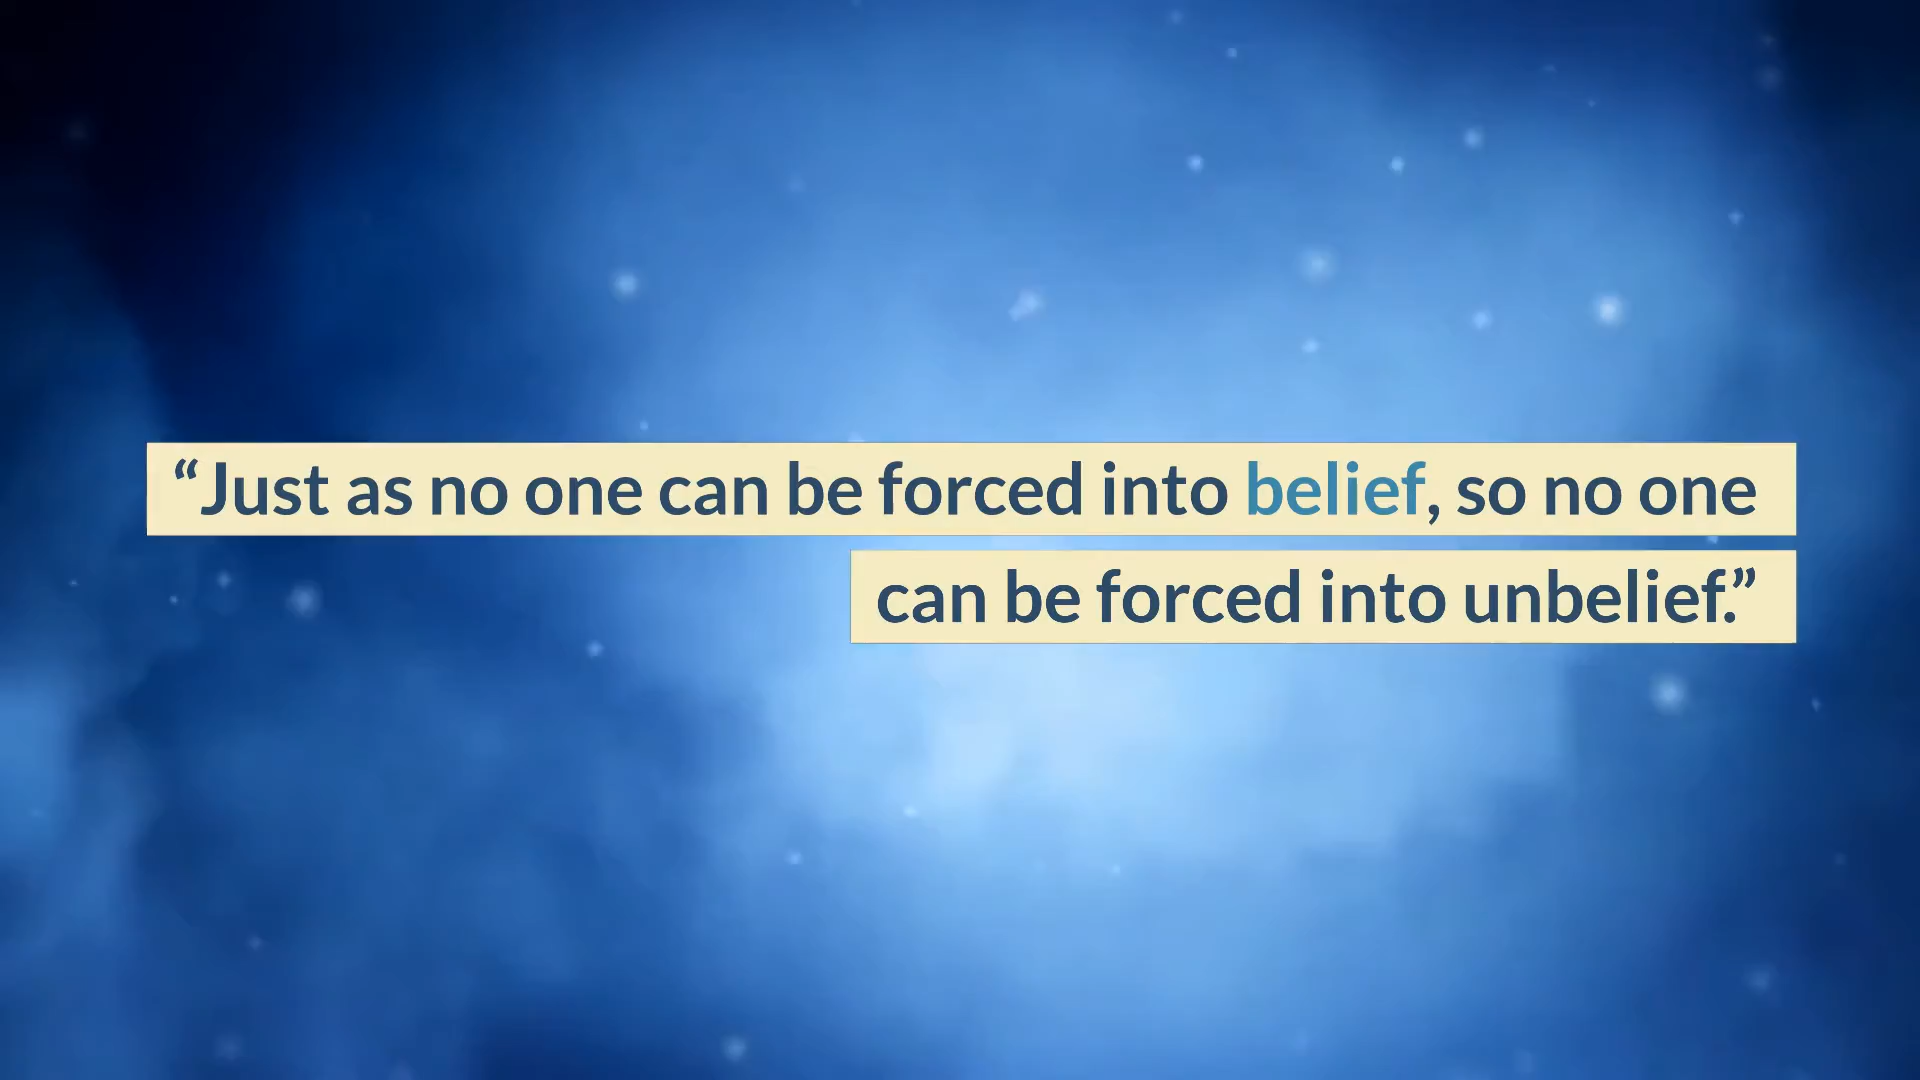 “Just as no one can be forced into belief, so no one
can be forced into unbelief.”